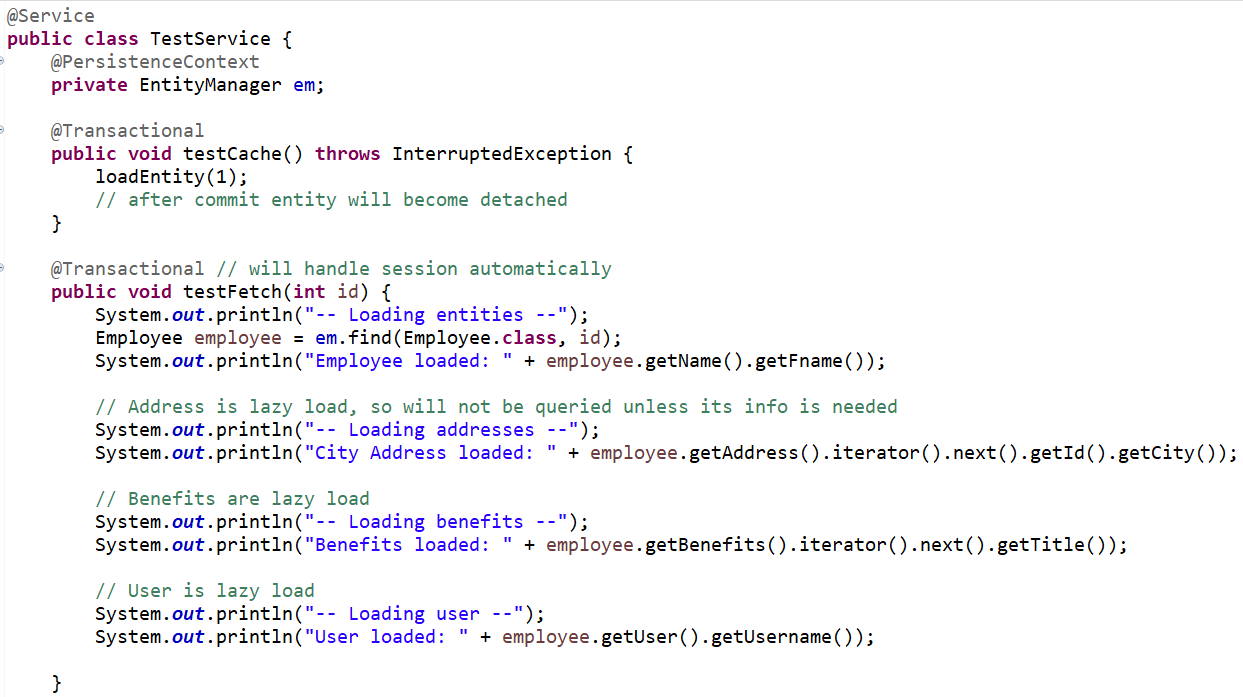 @Service
public class TestService {
    @PersistenceContext
    private EntityManager em;

    @Transactional
    public void testCache() throws InterruptedException {
        loadEntity(1);
        // after commit entity will become detached
    }

    @Transactional // will handle session automatically
    public void testFetch(int id) {
        System.out.println("-- Loading entities --");
        Employee employee = em.find(Employee.class, id);
        System.out.println("Employee loaded: " + employee.getName().getFname());

        // Address is lazy load, so will not be queried unless its info is needed
        System.out.println("-- Loading addresses --");
        System.out.println("City Address loaded: " + employee.getAddress().iterator().next().getId().getCity());

        // Benefits are lazy load
        System.out.println("-- Loading benefits --");
        System.out.println("Benefits loaded: " + employee.getBenefits().iterator().next().getTitle());

        // User is lazy load
        System.out.println("-- Loading user --");
        System.out.println("User loaded: " + employee.getUser().getUsername());

    }